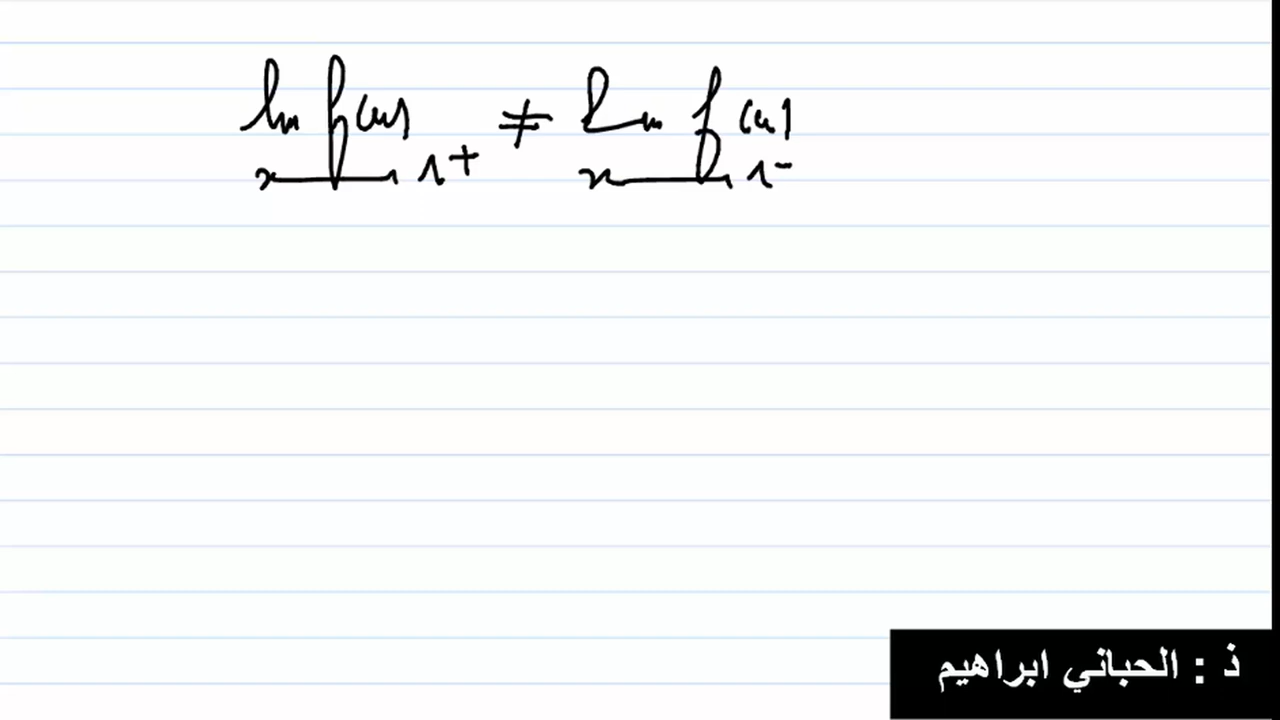 lim f(x) ≠ lim f(x)
x → 1+ x → 1-
ذ : الحباني ابراهيم